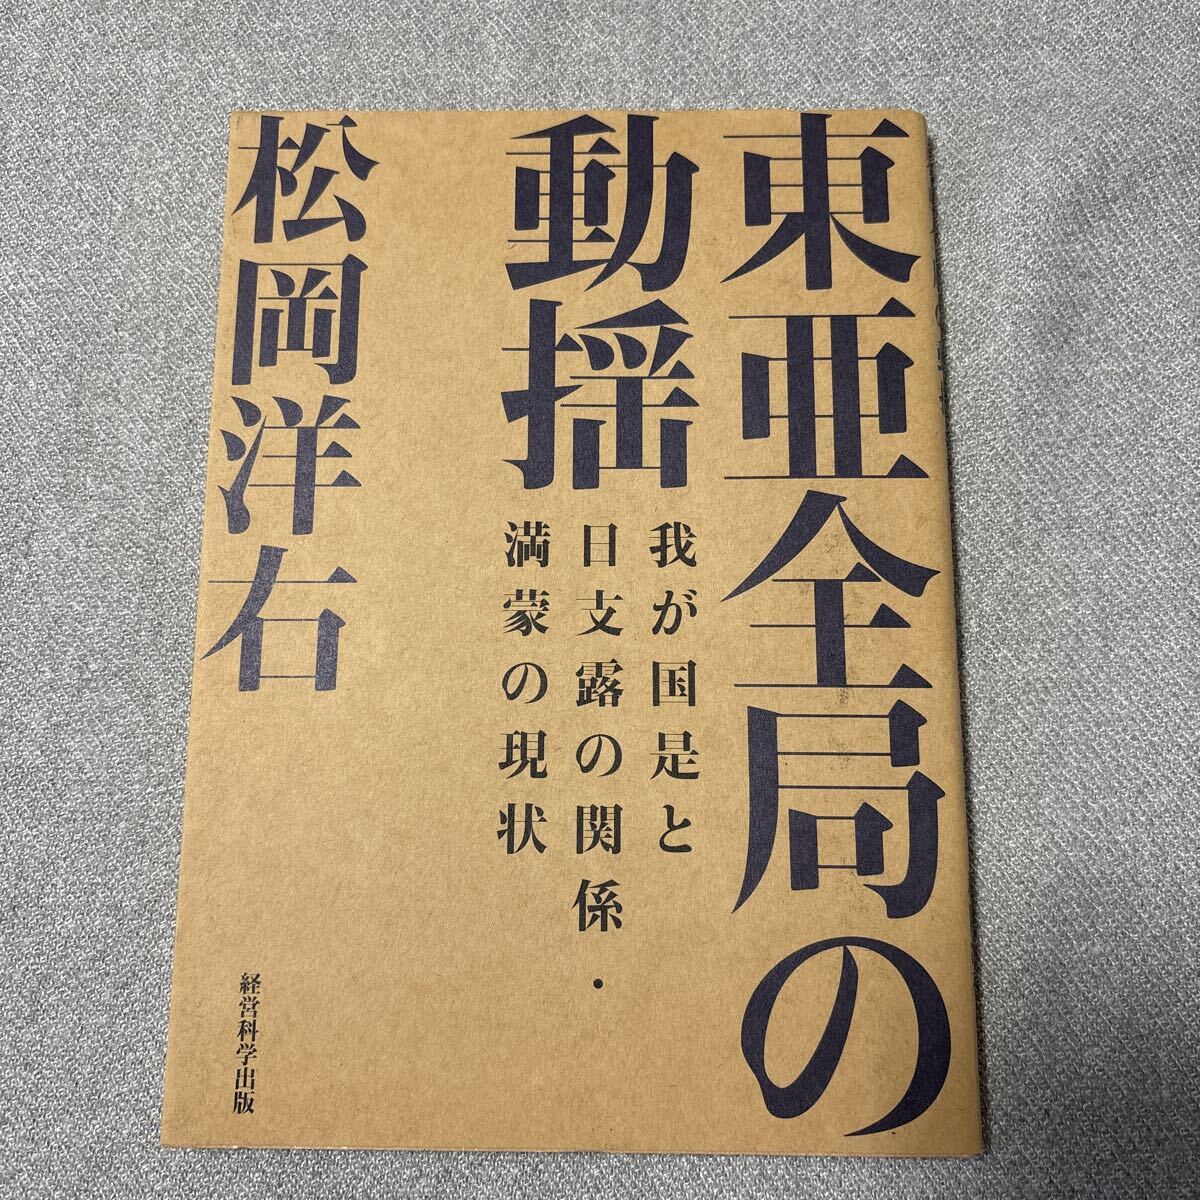 東亜全局の
動揺
我が国是と
日支露の関係・
満蒙の現状
松岡洋右
経営科学出版